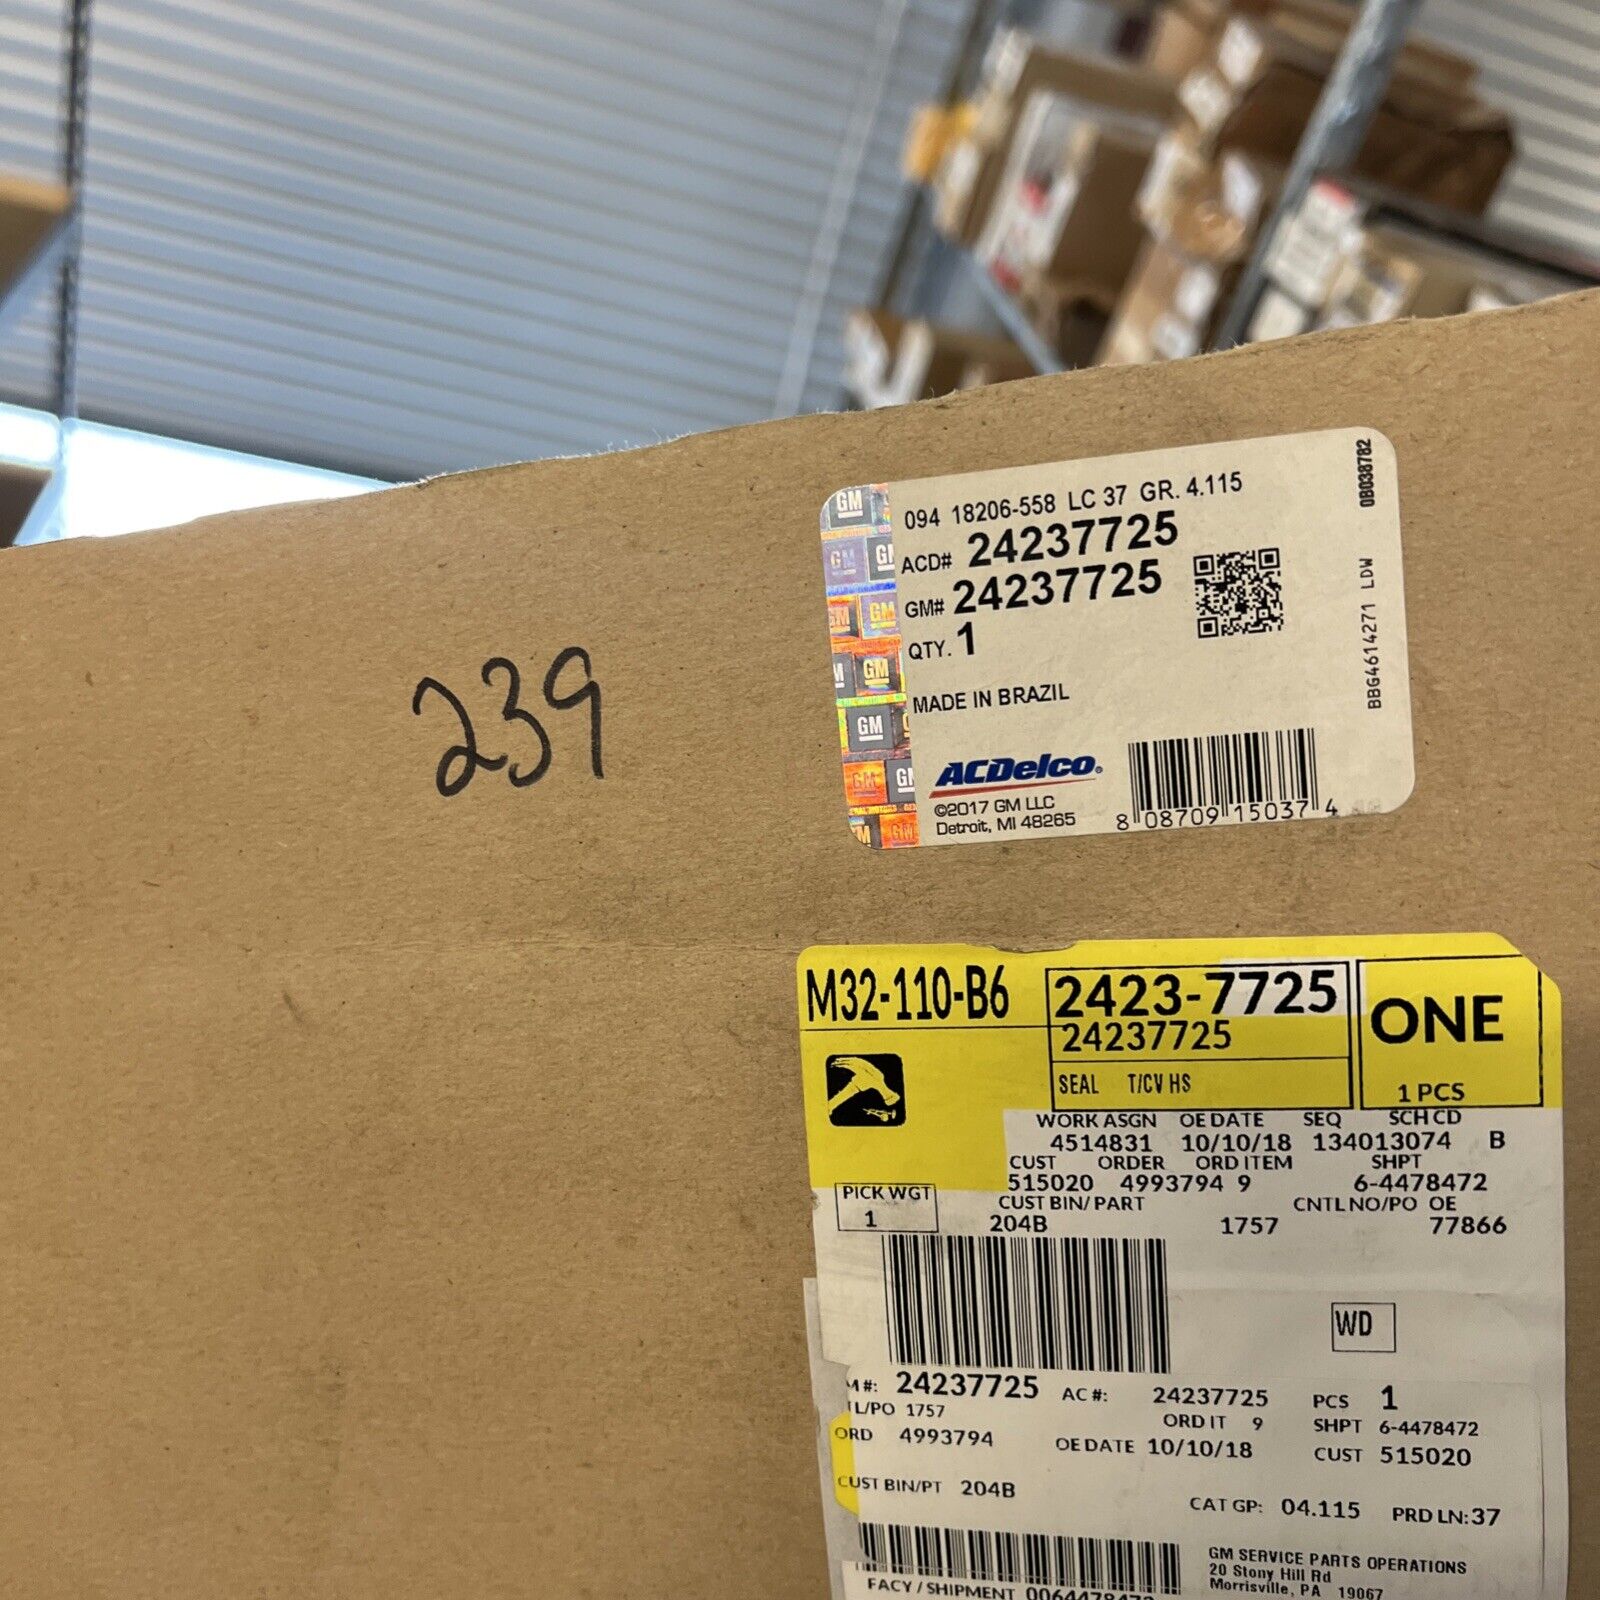 239
094 18206-558 LC 37 GR. 4.115
ACD# 24237725
GM# 24237725
QTY. 1
MADE IN BRAZIL
ACDelco
©2017 GM LLC
Detroit, MI 48265
8 08709 15037 4
0B038782
BBG4614271 LDW
GM
M32-110-B6
2423-7725
24237725
SEAL T/CV HS
ONE
1 PCS
WORK ASGN OE DATE SEQ SCH CD
4514831 10/10/18 134013074 B
CUST ORDER ORD ITEM SHPT
515020 4993794 9 6-4478472
PICK WGT
1
CUST BIN/ PART CNTL NO/PO OE
204B 1757 77866
WD
M#: 24237725 AC #: 24237725 PCS 1
TL/PO 1757 ORD IT 9 SHPT 6-4478472
ORD 4993794 OE DATE 10/10/18 CUST 515020
CUST BIN/PT 204B
CAT GP: 04.115 PRD LN: 37
GM SERVICE PARTS OPERATIONS
20 Stony Hill Rd
Morrisville, PA 19067
FACY / SHIPMENT